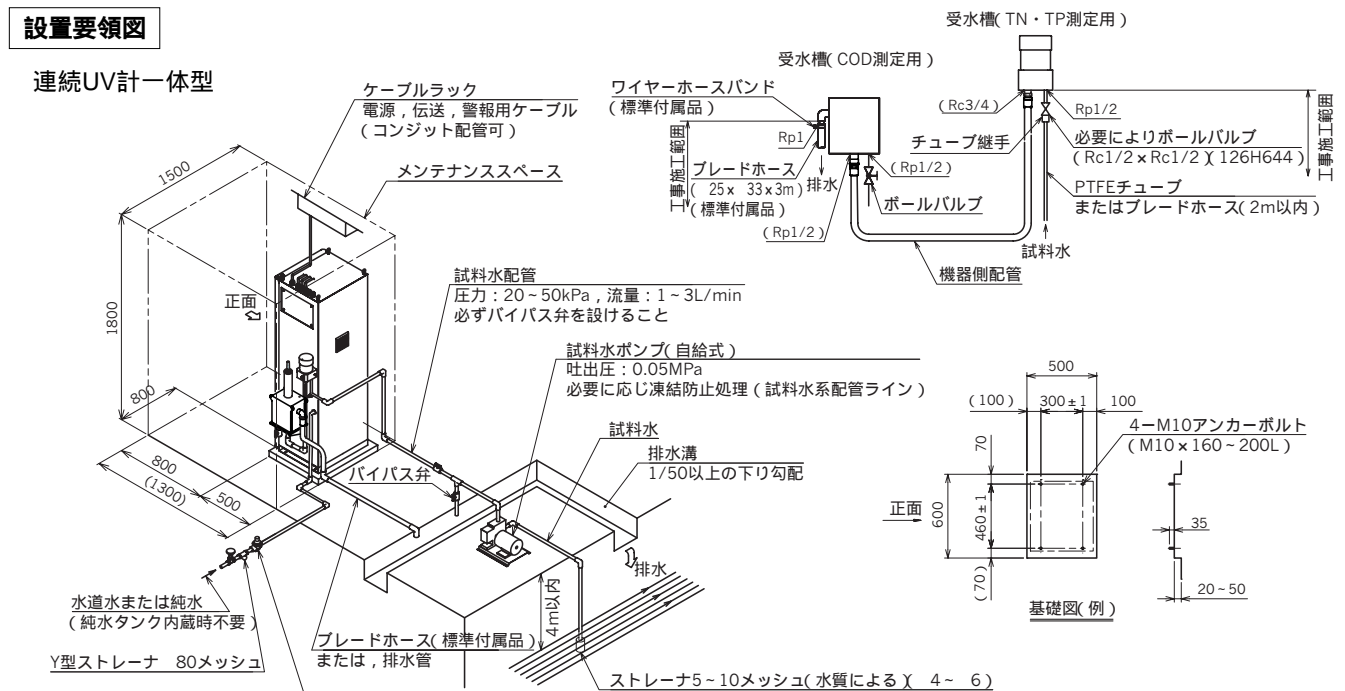 設置要領図
連続UV計一体型
ケーブルラック
電源，伝送，警報用ケーブル
（コンジット配管可）
メンテナンススペース
1500
1800
800
正面
800
500
(1300)
試料水配管
圧力：20～50kPa，流量：1～3L/min
必ずバイパス弁を設けること
試料水ポンプ(自給式)
吐出圧：0.05MPa
必要に応じ凍結防止処理（試料水系配管ライン）
試料水
排水溝
1/50以上の下り勾配
バイパス弁
排水
4m以内
水道水または純水
（純水タンク内蔵時不要）
Y型ストレーナ　80メッシュ
ブレードホース(標準付属品)
または，排水管
ストレーナ5～10メッシュ(水質による)(　4～　6)
受水槽(TN・TP測定用)
受水槽(COD測定用)
ワイヤーホースバンド
(標準付属品)
工事施工範囲
Rp1
ブレードホース
(　25×　33×3m)
(標準付属品)
排水
(Rp1/2)
(Rp1/2)
ボールバルブ
(Rc3/4)
Rp1/2
チューブ継手
必要によりボールバルブ
(Rc1/2×Rc1/2)(126H644)
PTFEチューブ
またはブレードホース(2m以内)
工事施工範囲
試料水
機器側配管
500
(100)
300±1
100
4ーM10アンカーボルト
(M10×160～200L)
70
600
460±1
(70)
正面
35
20～50
基礎図(例)